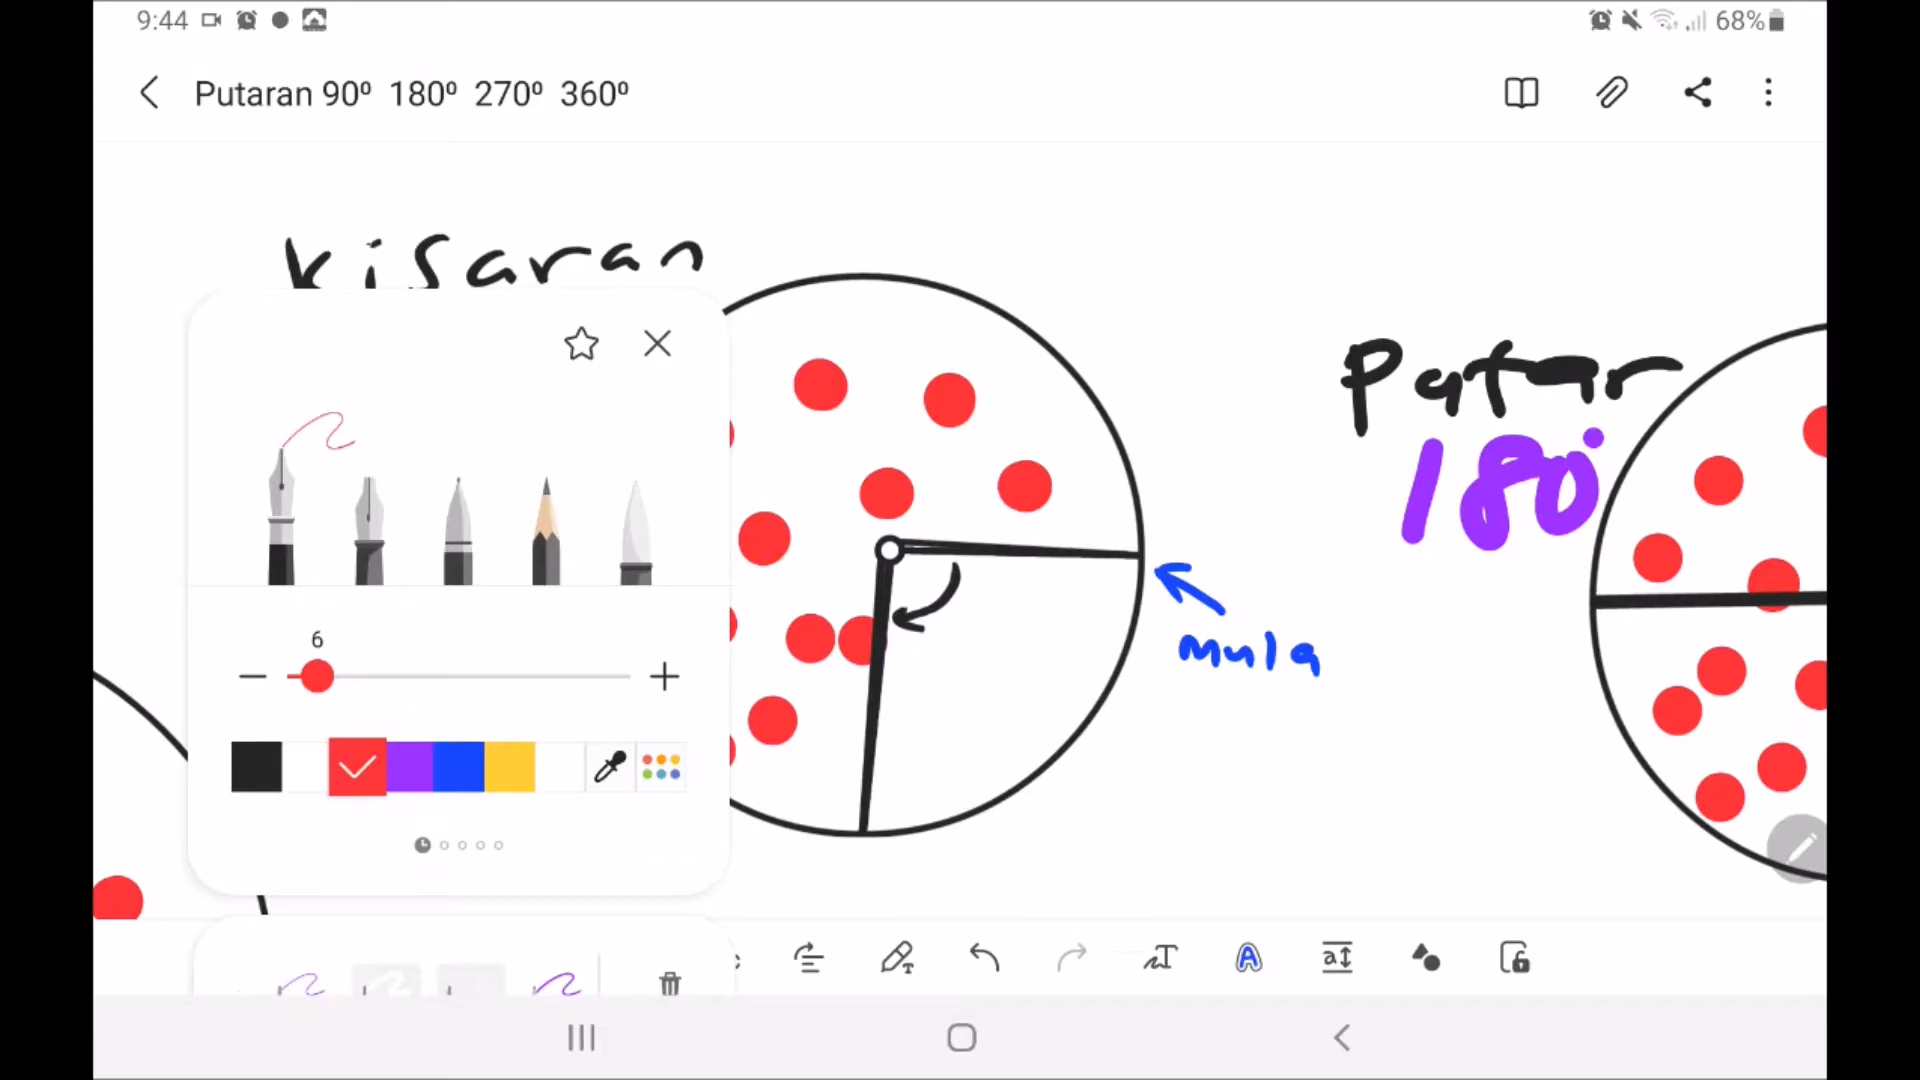 9:44
68%
Putaran 90º 180º 270º 360º
kisaran
Putar
180°
mula
6
T
A
a